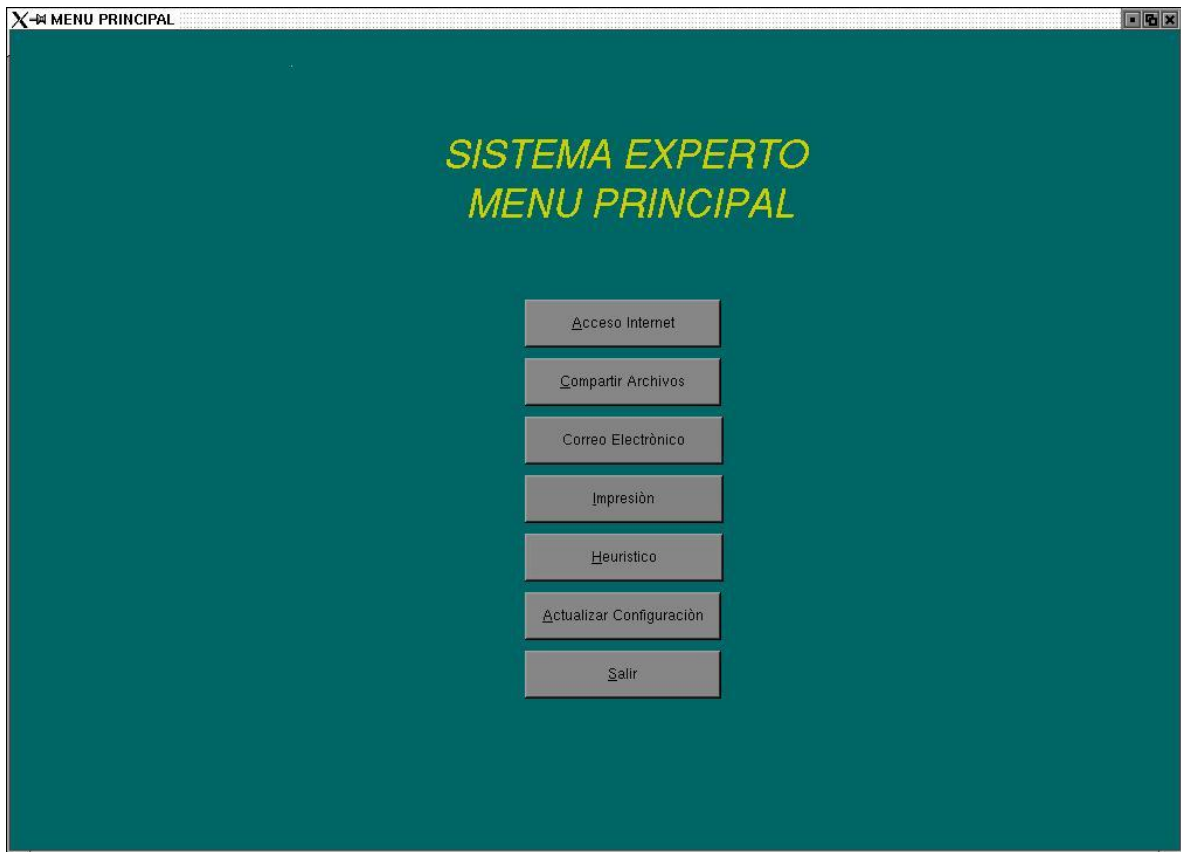 MENU PRINCIPAL
SISTEMA EXPERTO
MENU PRINCIPAL
Acceso Internet
Compartir Archivos
Correo Electrònico
Impresiòn
Heuristico
Actualizar Configuraciòn
Salir